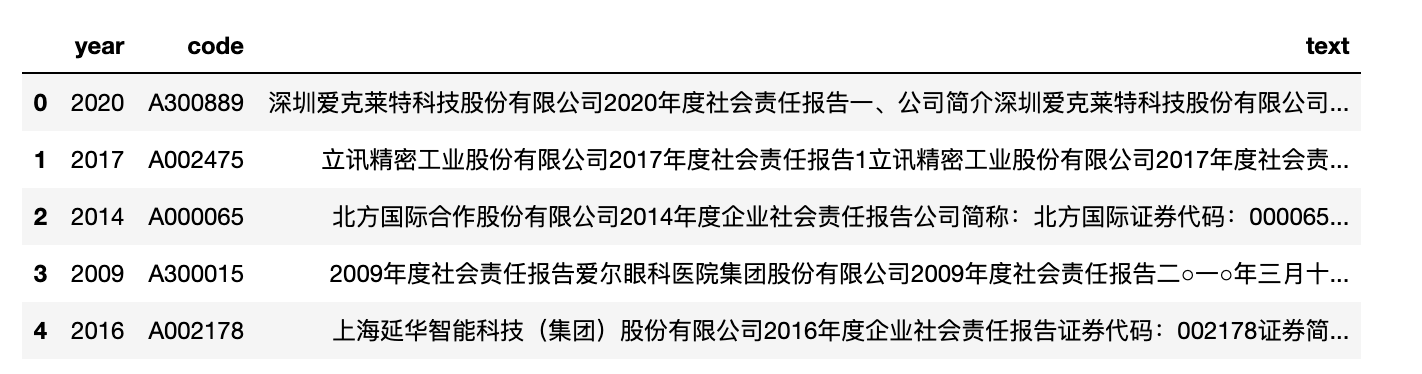 year code text
0 2020 A300889 深圳爱克莱特科技股份有限公司2020年度社会责任报告一、公司简介深圳爱克莱特科技股份有限公司...
1 2017 A002475 立讯精密工业股份有限公司2017年度社会责任报告1立讯精密工业股份有限公司2017年度社会责...
2 2014 A000065 北方国际合作股份有限公司2014年度企业社会责任报告公司简称：北方国际证券代码：000065...
3 2009 A300015 2009年度社会责任报告爱尔眼科医院集团股份有限公司2009年度社会责任报告二○一○年三月十...
4 2016 A002178 上海延华智能科技（集团）股份有限公司2016年度企业社会责任报告证券代码：002178证券简...